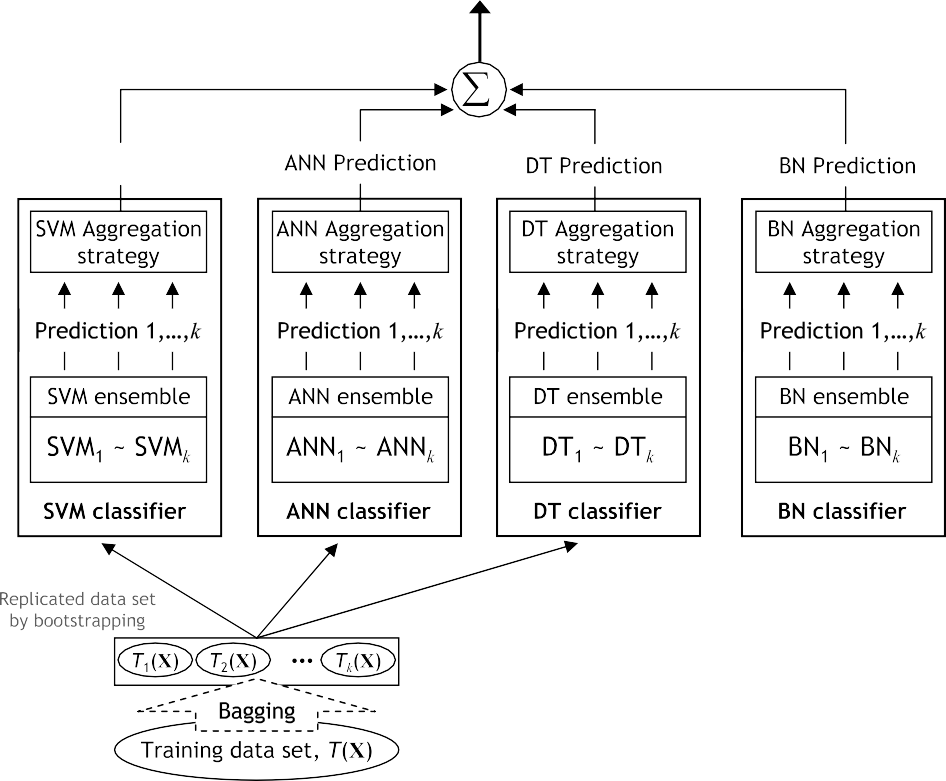 ∑
ANN Prediction
DT Prediction
BN Prediction
SVM Aggregation
strategy
ANN Aggregation
strategy
DT Aggregation
strategy
BN Aggregation
strategy
Prediction 1,…,k
Prediction 1,…,k
Prediction 1,…,k
Prediction 1,…,k
SVM ensemble
ANN ensemble
DT ensemble
BN ensemble
SVM₁ ~ SVMₖ
ANN₁ ~ ANNₖ
DT₁ ~ DTₖ
BN₁ ~ BNₖ
SVM classifier
ANN classifier
DT classifier
BN classifier
Replicated data set
by bootstrapping
T₁(X) T₂(X) ··· Tₖ(X)
Bagging
Training data set, T(X)